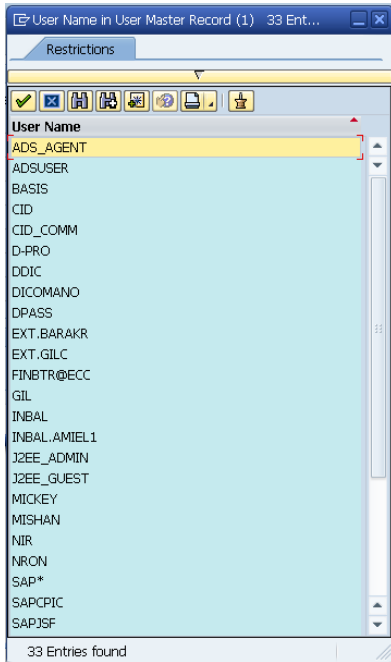 User Name in User Master Record (1) 33 Ent...
Restrictions
User Name
ADS_AGENT
ADSUSER
BASIS
CID
CID_COMM
D-PRO
DDIC
DICOMANO
DPASS
EXT.BARAKR
EXT.GILC
FINBTR@ECC
GIL
INBAL
INBAL.AMIEL1
J2EE_ADMIN
J2EE_GUEST
MICKEY
MISHAN
NIR
NRON
SAP*
SAPCPIC
SAPJSF
33 Entries found